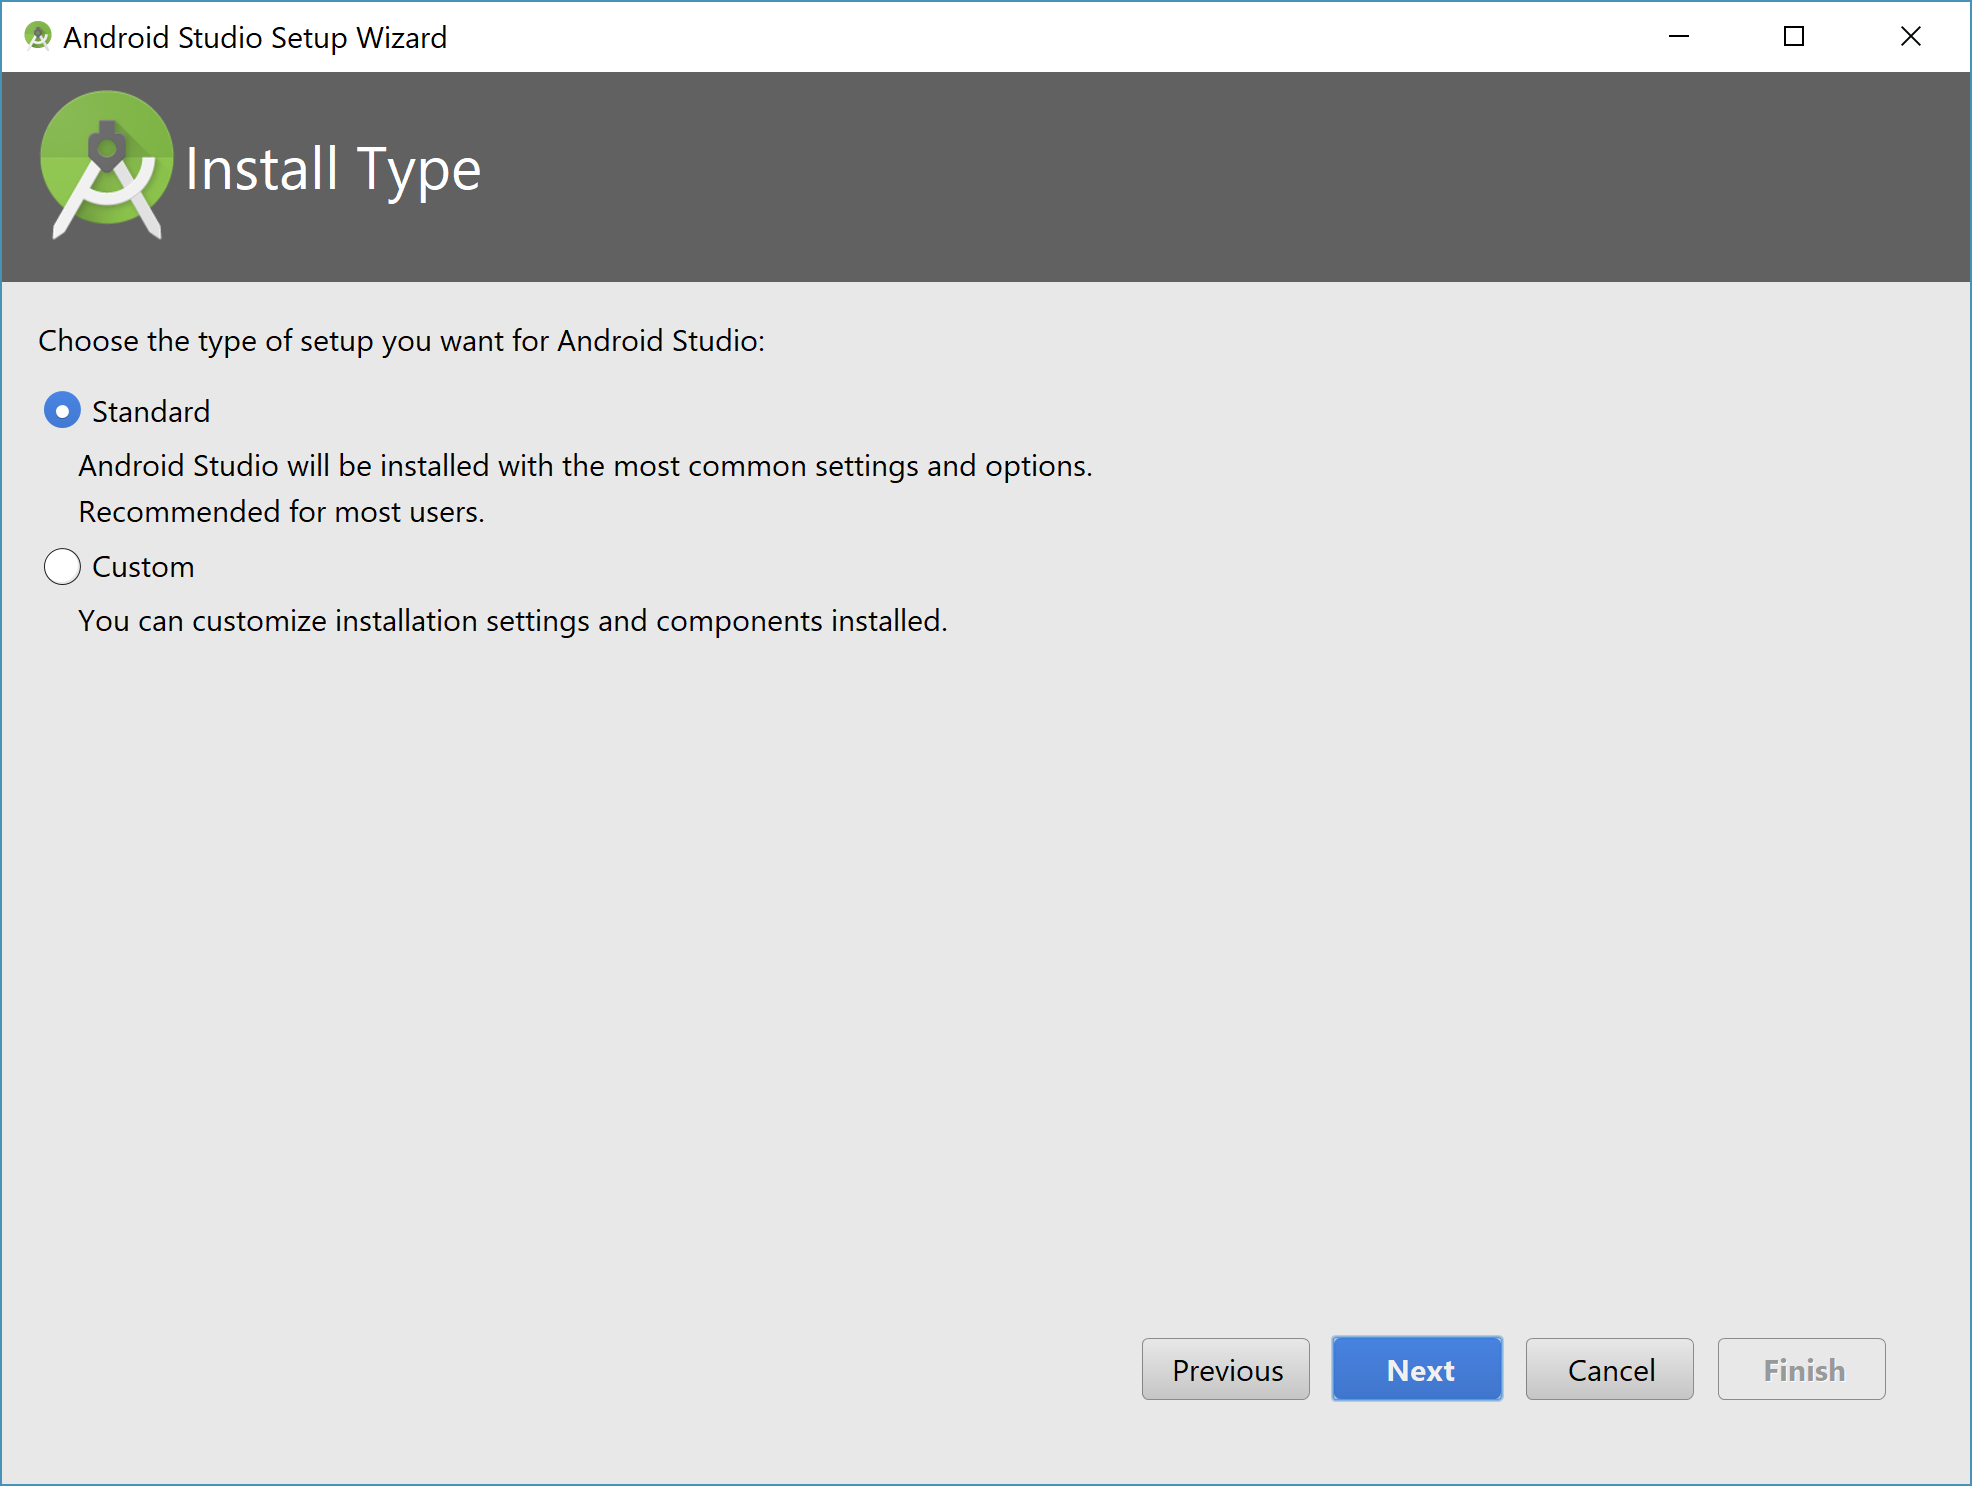 Android Studio Setup Wizard
Install Type
Choose the type of setup you want for Android Studio:
Standard
Android Studio will be installed with the most common settings and options.
Recommended for most users.
Custom
You can customize installation settings and components installed.
Previous
Next
Cancel
Finish